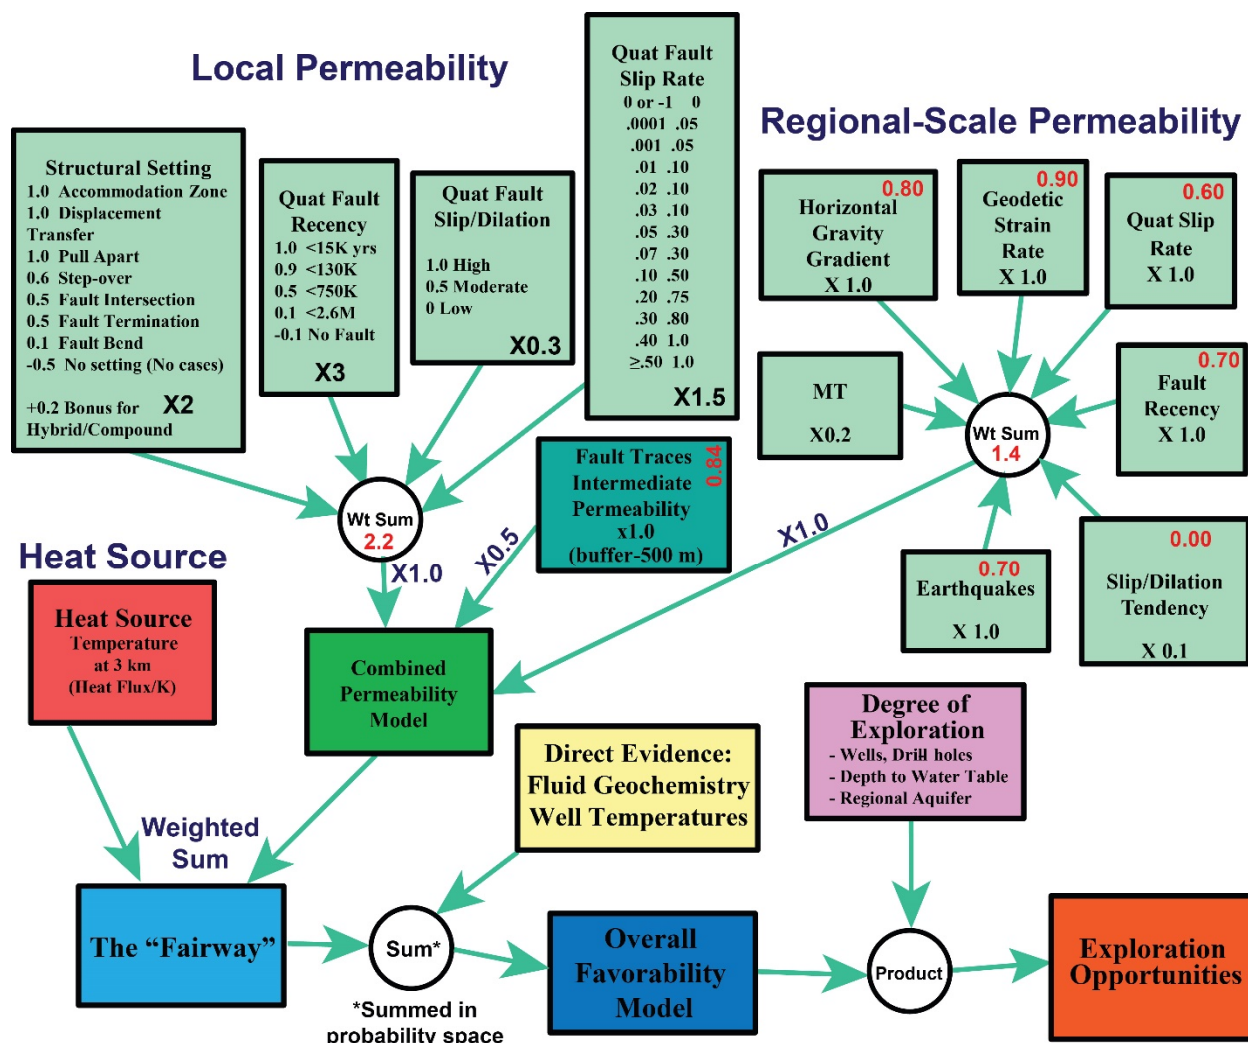 Local Permeability
Regional-Scale Permeability
Structural Setting
1.0 Accommodation Zone
1.0 Displacement
Transfer
1.0 Pull Apart
0.6 Step-over
0.5 Fault Intersection
0.5 Fault Termination
0.1 Fault Bend
-0.5 No setting (No cases)
+0.2 Bonus for X2
Hybrid/Compound
Quat Fault
Recency
1.0 <15K yrs
0.9 <130K
0.5 <750K
0.1 <2.6M
-0.1 No Fault
X3
Quat Fault
Slip/Dilation
1.0 High
0.5 Moderate
0 Low
X0.3
Quat Fault
Slip Rate
0 or -1 0
.0001 .05
.001 .05
.01 .10
.02 .10
.03 .10
.05 .30
.07 .30
.10 .50
.20 .75
.30 .80
.40 1.0
≥.50 1.0
X1.5
0.80
Horizontal
Gravity
Gradient
X 1.0
0.90
Geodetic
Strain
Rate
X 1.0
0.60
Quat Slip
Rate
X 1.0
MT
X0.2
Wt Sum
1.4
0.70
Fault
Recency
X 1.0
Wt Sum
2.2
X1.0
X0.5
X1.0
Fault Traces
Intermediate
Permeability
x1.0
(buffer-500 m)
0.84
0.70
Earthquakes
X 1.0
0.00
Slip/Dilation
Tendency
X 0.1
Heat Source
Heat Source
Temperature
at 3 km
(Heat Flux/K)
Combined
Permeability
Model
Direct Evidence:
Fluid Geochemistry
Well Temperatures
Degree of
Exploration
- Wells, Drill holes
- Depth to Water Table
- Regional Aquifer
Weighted
Sum
The “Fairway”
Sum*
*Summed in
probability space
Overall
Favorability
Model
Product
Exploration
Opportunities